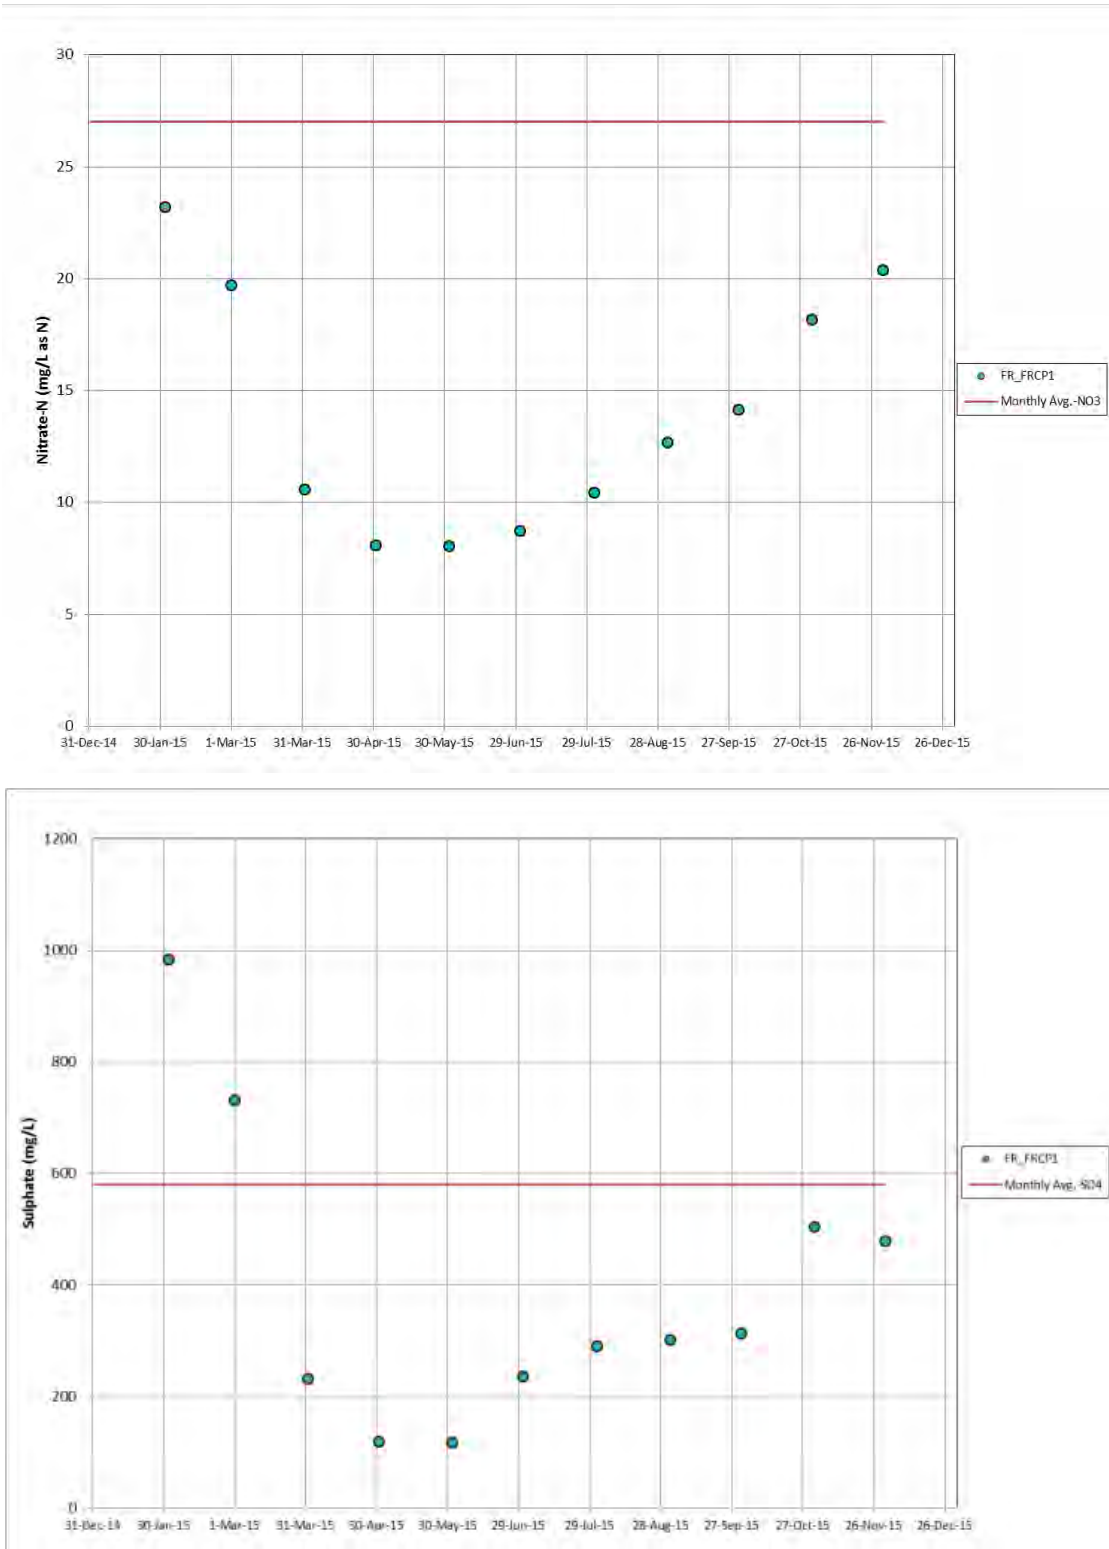 30
25
20
15
10
5
0
Nitrate-N (mg/L as N)
31-Dec-14 30-Jan-15 1-Mar-15 31-Mar-15 30-Apr-15 30-May-15 29-Jun-15 29-Jul-15 28-Aug-15 27-Sep-15 27-Oct-15 26-Nov-15 26-Dec-15
FR_FRCP1
Monthly Avg.-NO3
1200
1000
800
600
400
200
0
Sulphate (mg/L)
31-Dec-14 30-Jan-15 1-Mar-15 31-Mar-15 30-Apr-15 30-May-15 29-Jun-15 29-Jul-15 28-Aug-15 27-Sep-15 27-Oct-15 26-Nov-15 26-Dec-15
FR_FRCP1
Monthly Avg.-SO4